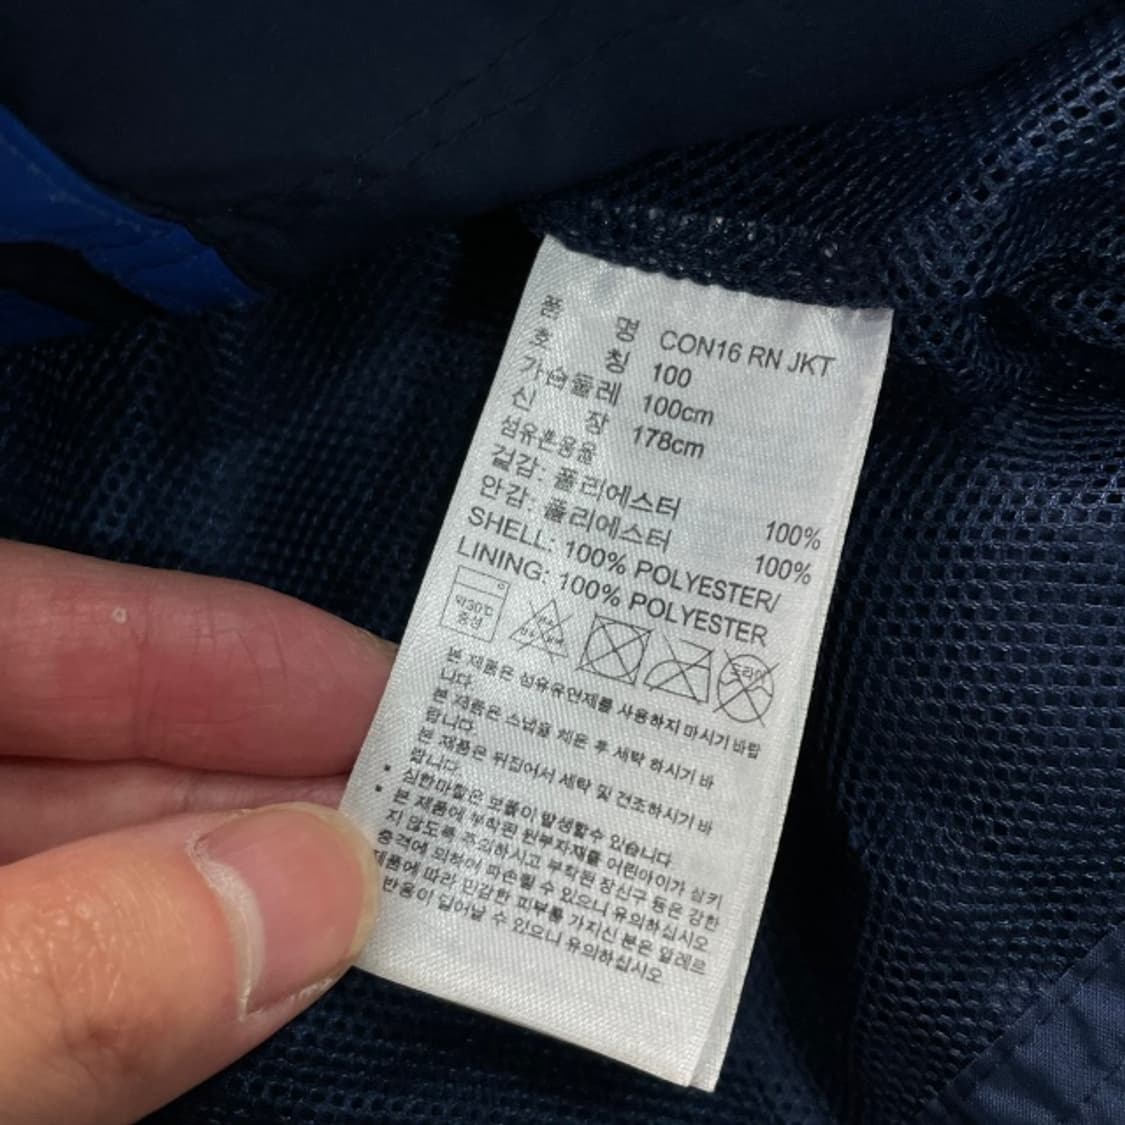 품 명 CON16 RN JKT
호 칭 100
가슴둘레 100cm
신 장 178cm
섬유혼용율
겉감: 폴리에스터 100%
안감: 폴리에스터 100%
SHELL: 100% POLYESTER/
LINING: 100% POLYESTER
약30℃
중성
드라이
본 제품은 섬유유연제를 사용하지 마시기 바랍
니다.
본 제품은 스냅을 채운 후 세탁 하시기 바
랍니다.
본 제품은 뒤집어서 세탁 및 건조하시기 바
랍니다.
• 심한마찰은 보풀이 발생할수 있습니다
• 본 제품에 부착된 원부자재를 어린아이가 삼키
지 않도록 주의하시고 부착된 장신구 등은 강한
충격에 의하여 파손될 수 있으니 유의하십시오
제품에 따라 민감한 피부를 가지신 분은 알레르
반응이 일어날 수 있으니 유의하십시오